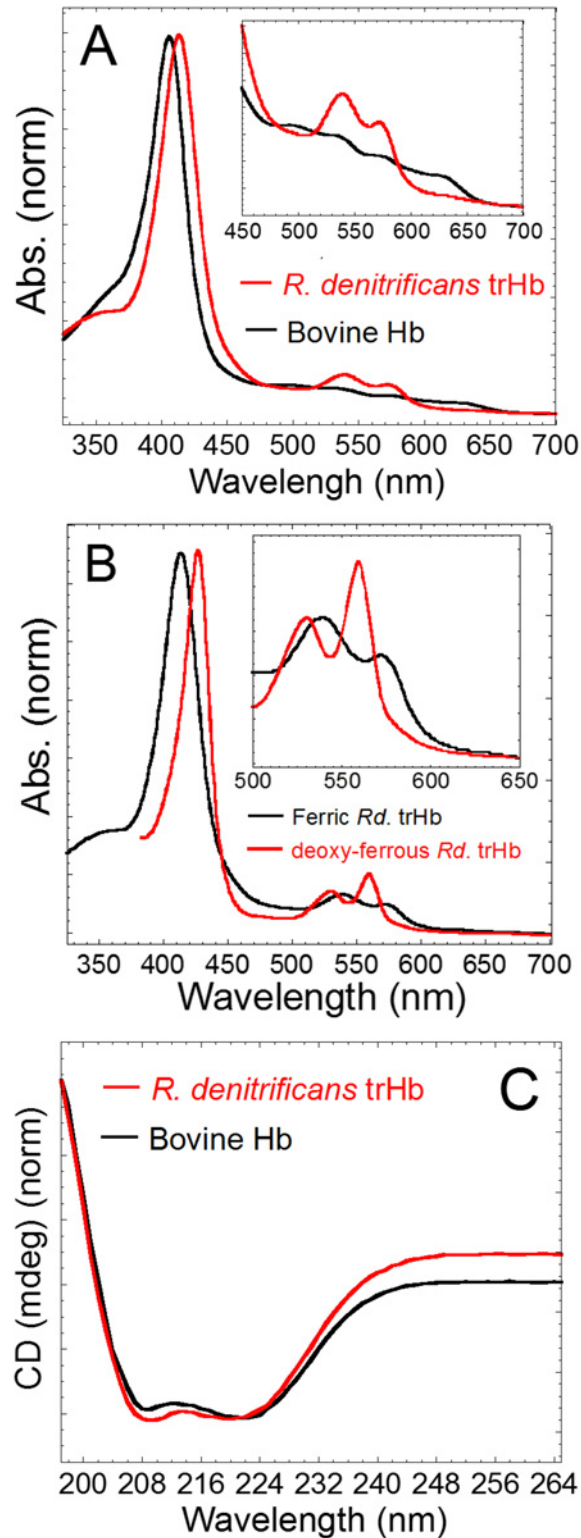 A
Abs. (norm)
450 500 550 600 650 700
R. denitrificans trHb
Bovine Hb
350 400 450 500 550 600 650 700
Wavelengh (nm)
B
Abs. (norm)
500 550 600 650
Ferric Rd. trHb
deoxy-ferrous Rd. trHb
350 400 450 500 550 600 650 700
Wavelength (nm)
C
CD (mdeg) (norm)
R. denitrificans trHb
Bovine Hb
200 208 216 224 232 240 248 256 264
Wavelength (nm)